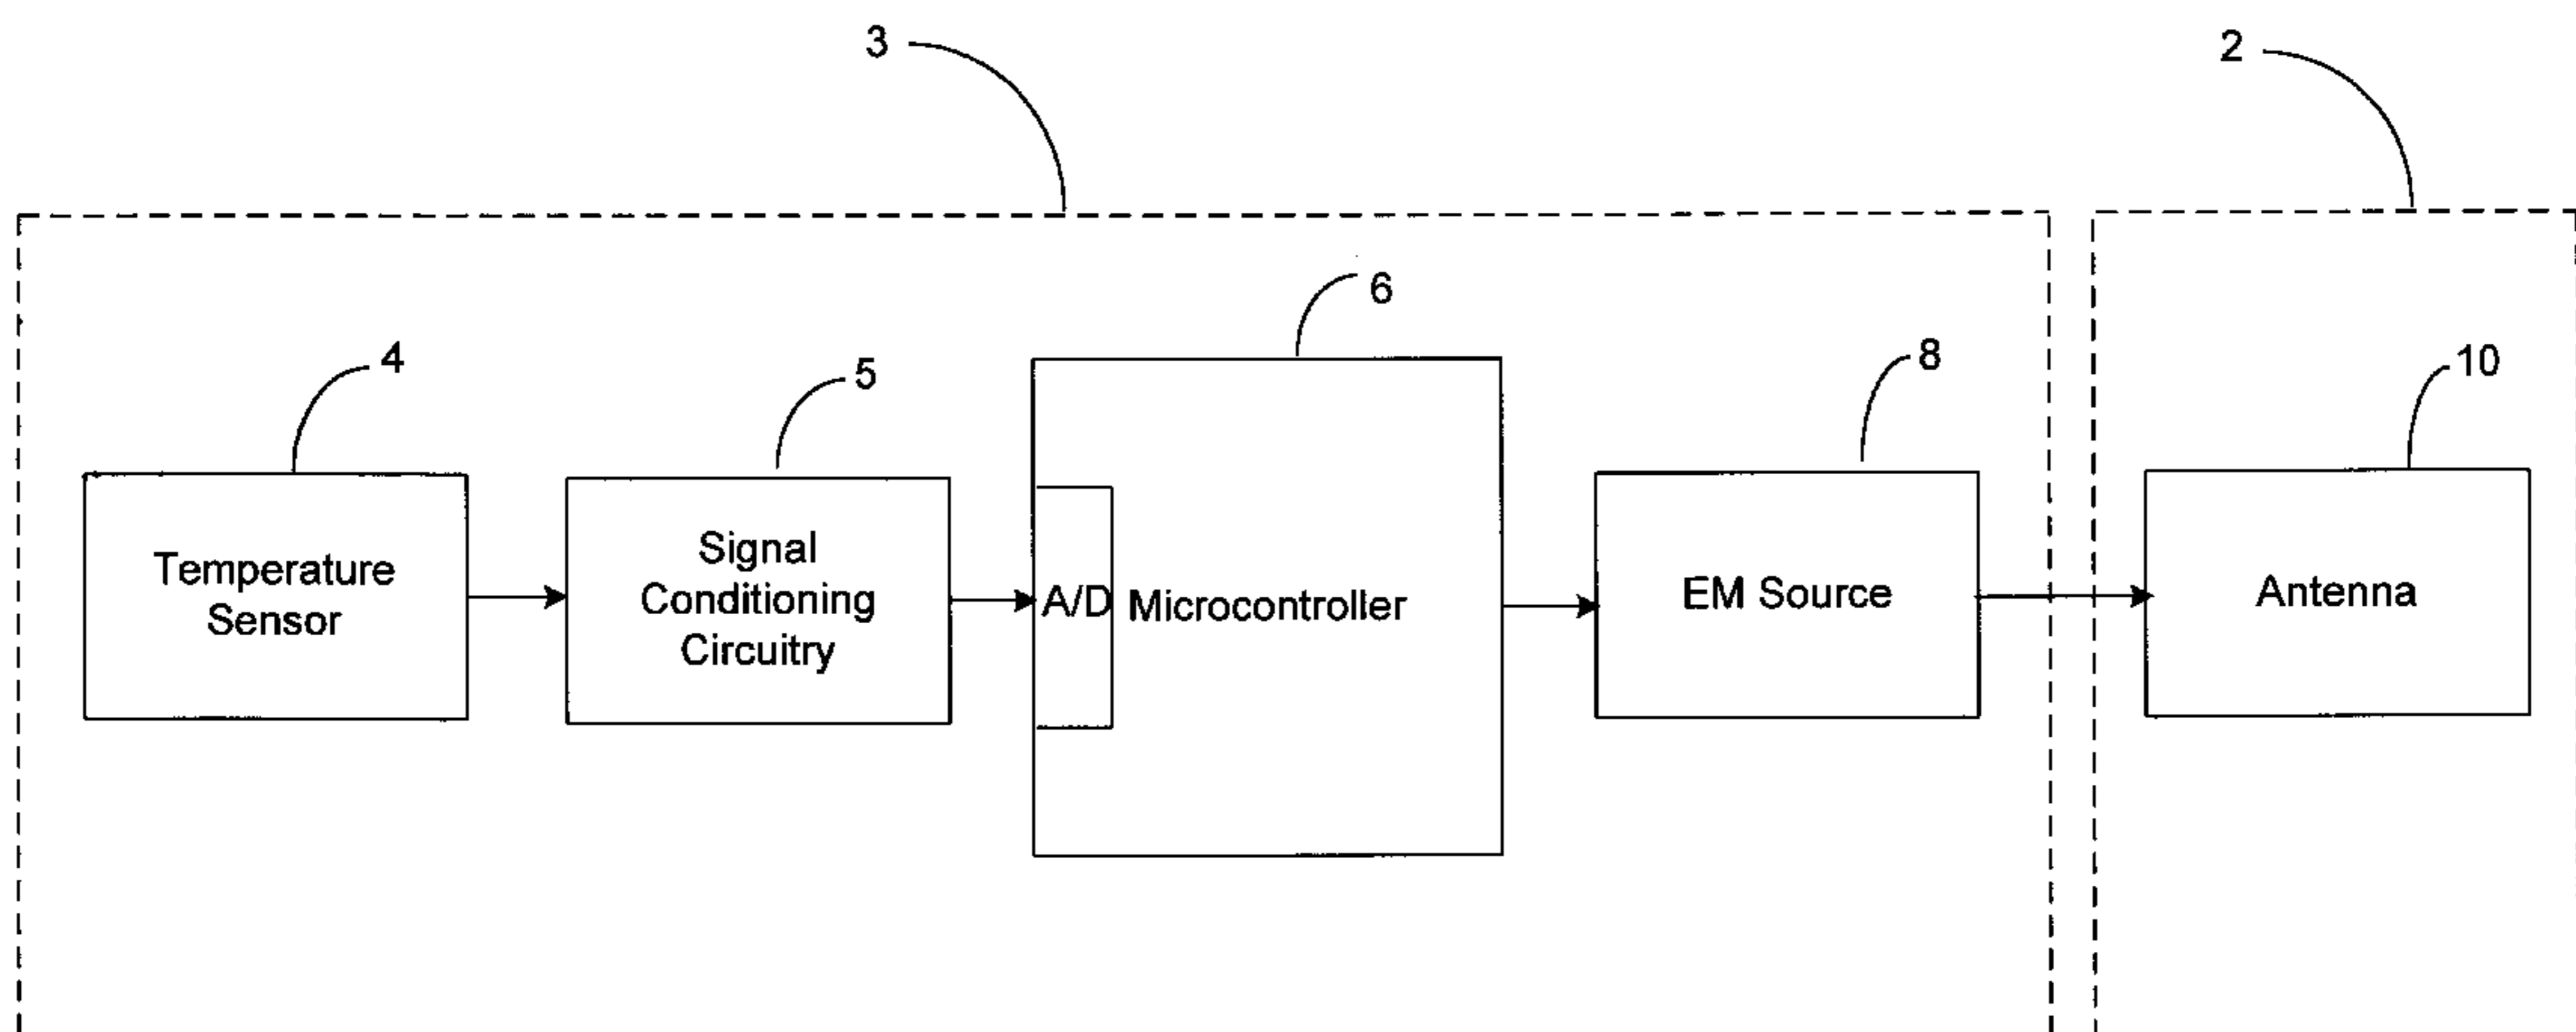 3
2
6
4
5
8
10
Temperature
Sensor
Signal
Conditioning
Circuitry
A/D
Microcontroller
EM Source
Antenna